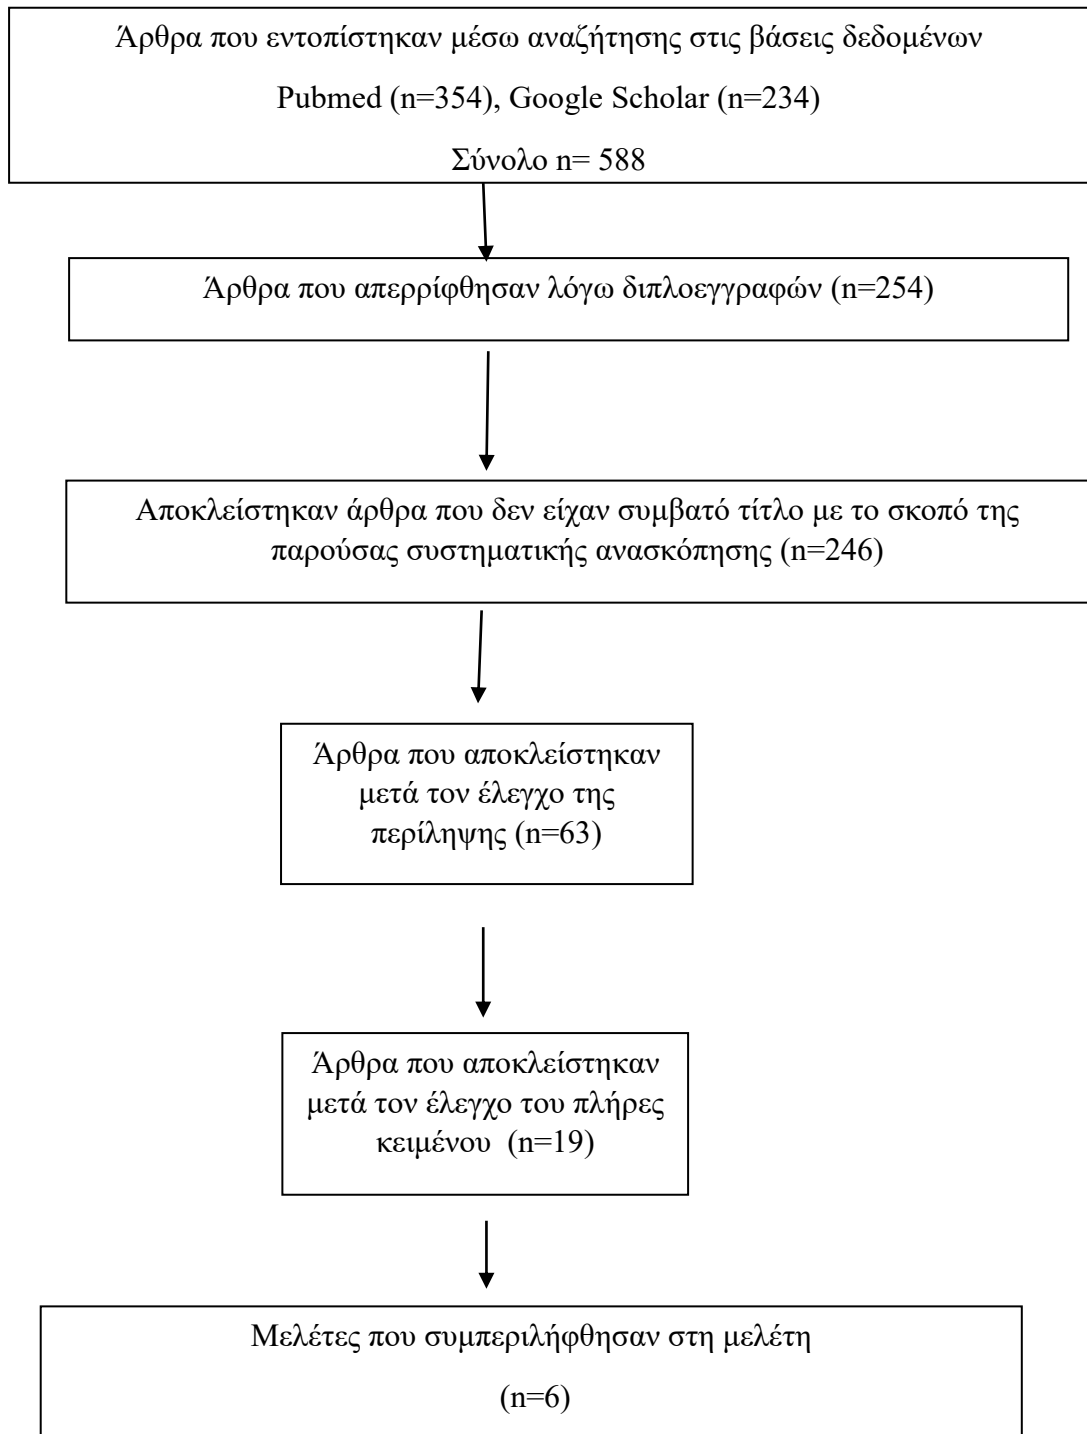 Άρθρα που εντοπίστηκαν μέσω αναζήτησης στις βάσεις δεδομένων
Pubmed (n=354), Google Scholar (n=234)
Σύνολο n= 588
Άρθρα που απερρίφθησαν λόγω διπλοεγγραφών (n=254)
Αποκλείστηκαν άρθρα που δεν είχαν συμβατό τίτλο με το σκοπό της
παρούσας συστηματικής ανασκόπησης (n=246)
Άρθρα που αποκλείστηκαν
μετά τον έλεγχο της
περίληψης (n=63)
Άρθρα που αποκλείστηκαν
μετά τον έλεγχο του πλήρες
κειμένου (n=19)
Μελέτες που συμπεριλήφθησαν στη μελέτη
(n=6)